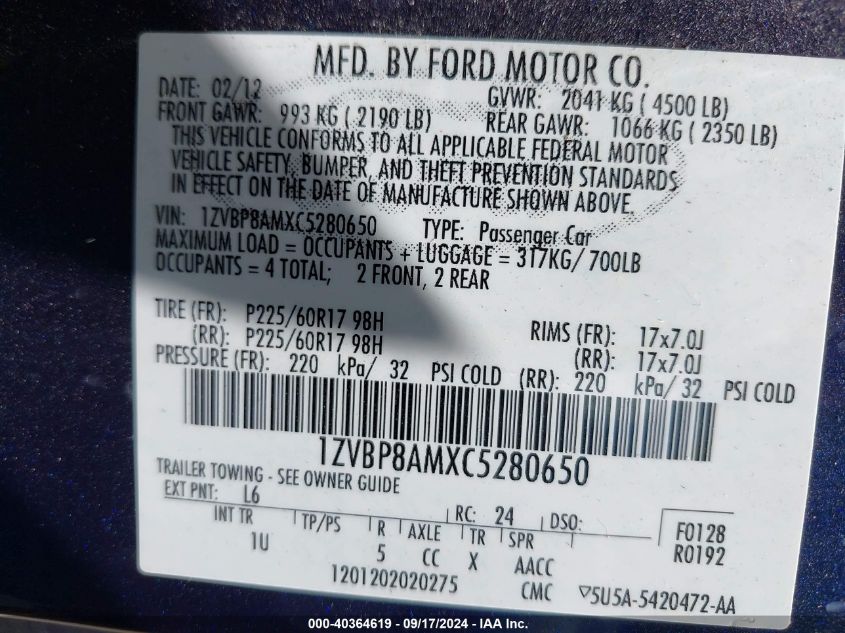 MFD. BY FORD MOTOR CO.
DATE: 02/12 GVWR: 2041 KG ( 4500 LB)
FRONT GAWR: 993 KG ( 2190 LB) REAR GAWR: 1066 KG ( 2350 LB)
THIS VEHICLE CONFORMS TO ALL APPLICABLE FEDERAL MOTOR
VEHICLE SAFETY, BUMPER, AND THEFT PREVENTION STANDARDS
IN EFFECT ON THE DATE OF MANUFACTURE SHOWN ABOVE.
VIN: 1ZVBP8AMXC5280650 TYPE: Passenger Car
MAXIMUM LOAD = OCCUPANTS + LUGGAGE = 317KG/ 700LB
OCCUPANTS = 4 TOTAL; 2 FRONT, 2 REAR
TIRE (FR): P225/60R17 98H RIMS (FR): 17x7.0J
(RR): P225/60R17 98H (RR): 17x7.0J
PRESSURE (FR): 220 kPa/ 32 PSI COLD (RR): 220 kPa/ 32 PSI COLD
1ZVBP8AMXC5280650
TRAILER TOWING - SEE OWNER GUIDE
EXT PNT: L6 RC: 24 DSO: F0128
INT TR TP/PS R AXLE TR SPR R0192
1U 5 CC X AACC
1201202020275 CMC ▽5U5A-5420472-AA
000-40364619 - 09/17/2024 - IAA Inc.